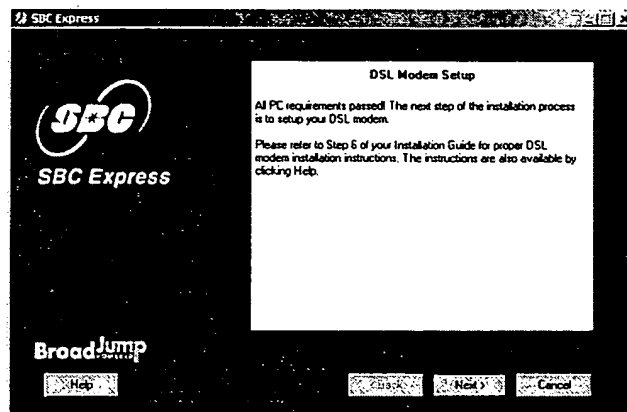 SBC Express
DSL Modem Setup
All PC requirements passed! The next step of the installation process
is to setup your DSL modem.
Please refer to Step 6 of your Installation Guide for proper DSL
modem installation instructions. The instructions are also available by
clicking Help.
SBC
SBC Express
BroadJump
Help
< Back
Next >
Cancel